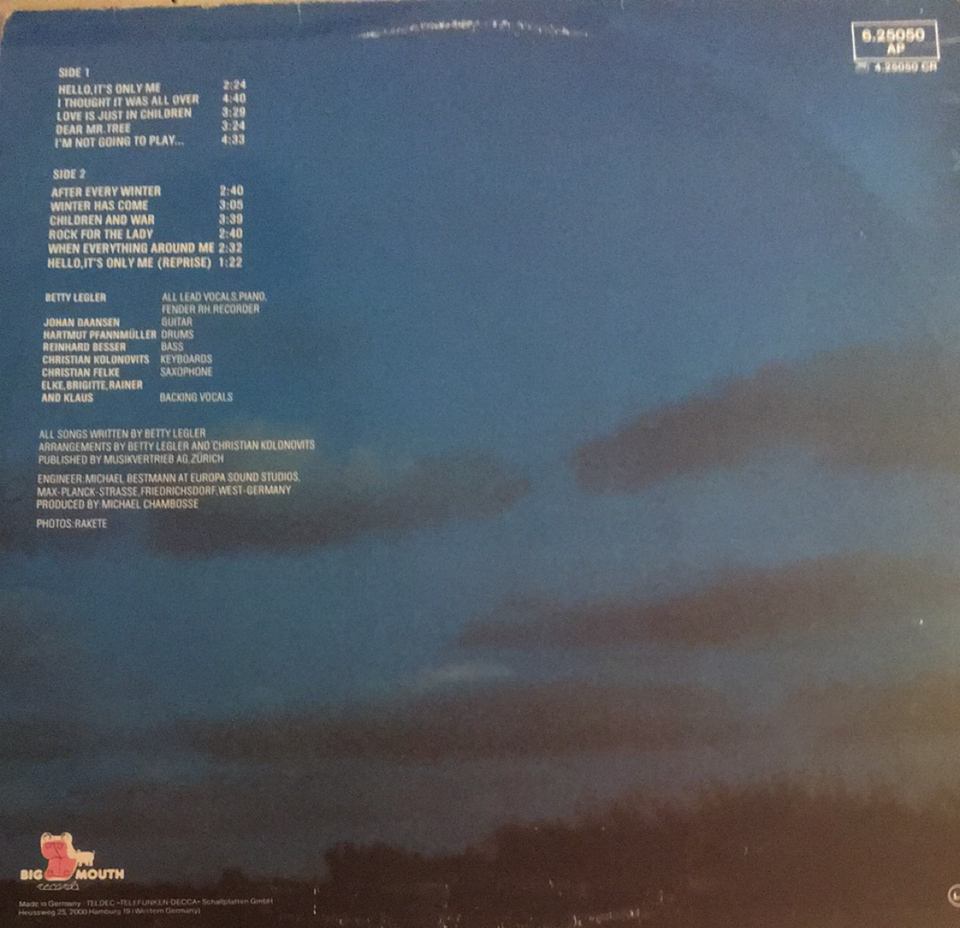 6.25050
AP
4.25050 CR
SIDE 1
HELLO,IT'S ONLY ME 2:24
I THOUGHT IT WAS ALL OVER 4:40
LOVE IS JUST IN CHILDREN 3:29
DEAR MR.TREE 3:24
I'M NOT GOING TO PLAY... 4:33
SIDE 2
AFTER EVERY WINTER 2:40
WINTER HAS COME 3:05
CHILDREN AND WAR 3:39
ROCK FOR THE LADY 2:40
WHEN EVERYTHING AROUND ME 2:32
HELLO,IT'S ONLY ME (REPRISE) 1:22
BETTY LEGLER ALL LEAD VOCALS,PIANO,
FENDER RH.RECORDER
JOHAN DAANSEN GUITAR
HARTMUT PFANNMÜLLER DRUMS
REINHARD BESSER BASS
CHRISTIAN KOLONOVITS KEYBOARDS
CHRISTIAN FELKE SAXOPHONE
ELKE,BRIGITTE,RAINER
AND KLAUS BACKING VOCALS
ALL SONGS WRITTEN BY BETTY LEGLER
ARRANGEMENTS BY BETTY LEGLER AND CHRISTIAN KOLONOVITS
PUBLISHED BY MUSIKVERTRIEB AG,ZÜRICH
ENGINEER:MICHAEL BESTMANN AT EUROPA SOUND STUDIOS,
MAX-PLANCK-STRASSE,FRIEDRICHSDORF,WEST-GERMANY
PRODUCED BY MICHAEL CHAMBOSSE
PHOTOS:RAKETE
BIG MOUTH
records
Made in Germany · TELDEC »TELEFUNKEN-DECCA« Schallplatten GmbH
Heussweg 25, 2000 Hamburg 19 (Western Germany)